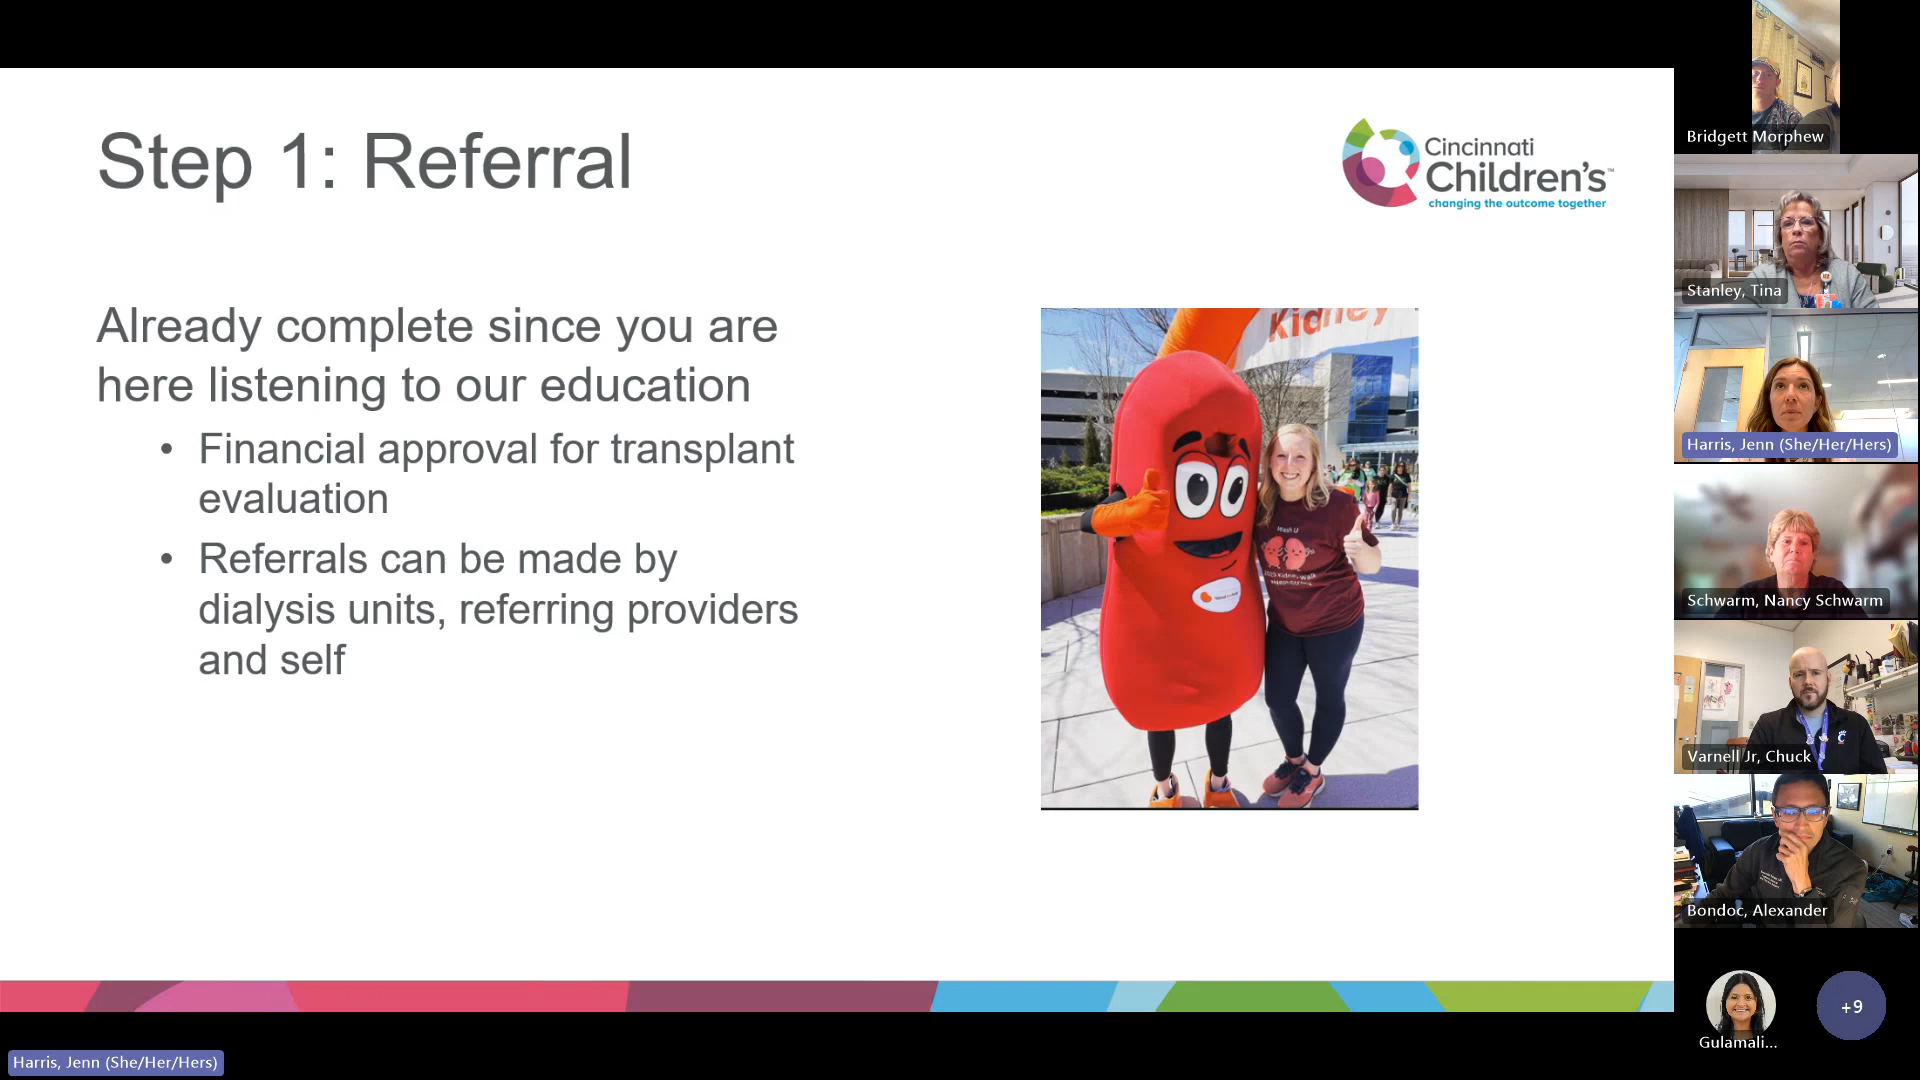 Step 1: Referral
Cincinnati
Children's™
changing the outcome together
Already complete since you are
here listening to our education
• Financial approval for transplant
evaluation
• Referrals can be made by
dialysis units, referring providers
and self
Kidney
Wash U
Bridgett Morphew
Stanley, Tina
Harris, Jenn (She/Her/Hers)
Schwarm, Nancy Schwarm
Varnell Jr, Chuck
Bondoc, Alexander
Gulamali...
+9
Harris, Jenn (She/Her/Hers)